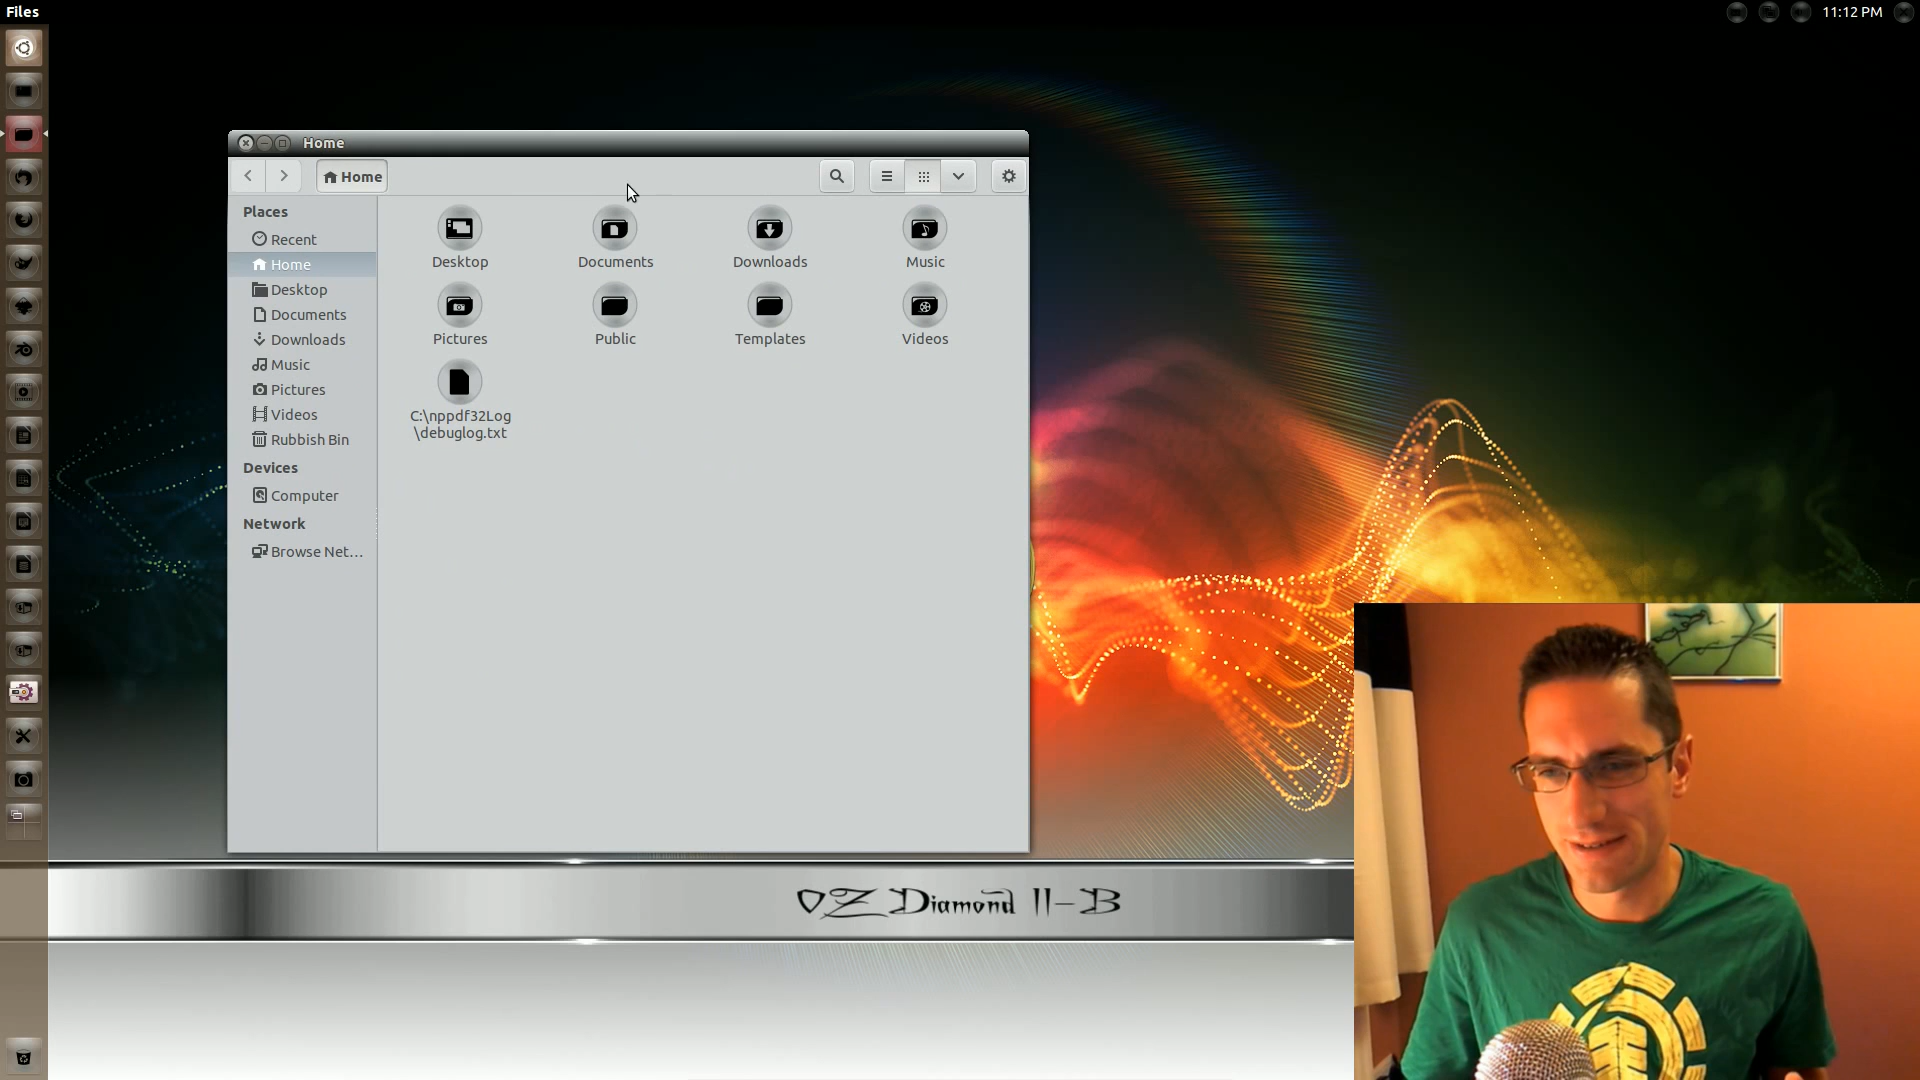 Files
11:12 PM
Home
Home
Places
Recent
Home
Desktop
Documents
Downloads
Music
Pictures
Videos
Rubbish Bin
Devices
Computer
Network
Browse Net...
Desktop
Documents
Downloads
Music
Pictures
Public
Templates
Videos
C:\nppdf32Log
\debuglog.txt
OZ Diamond II-B